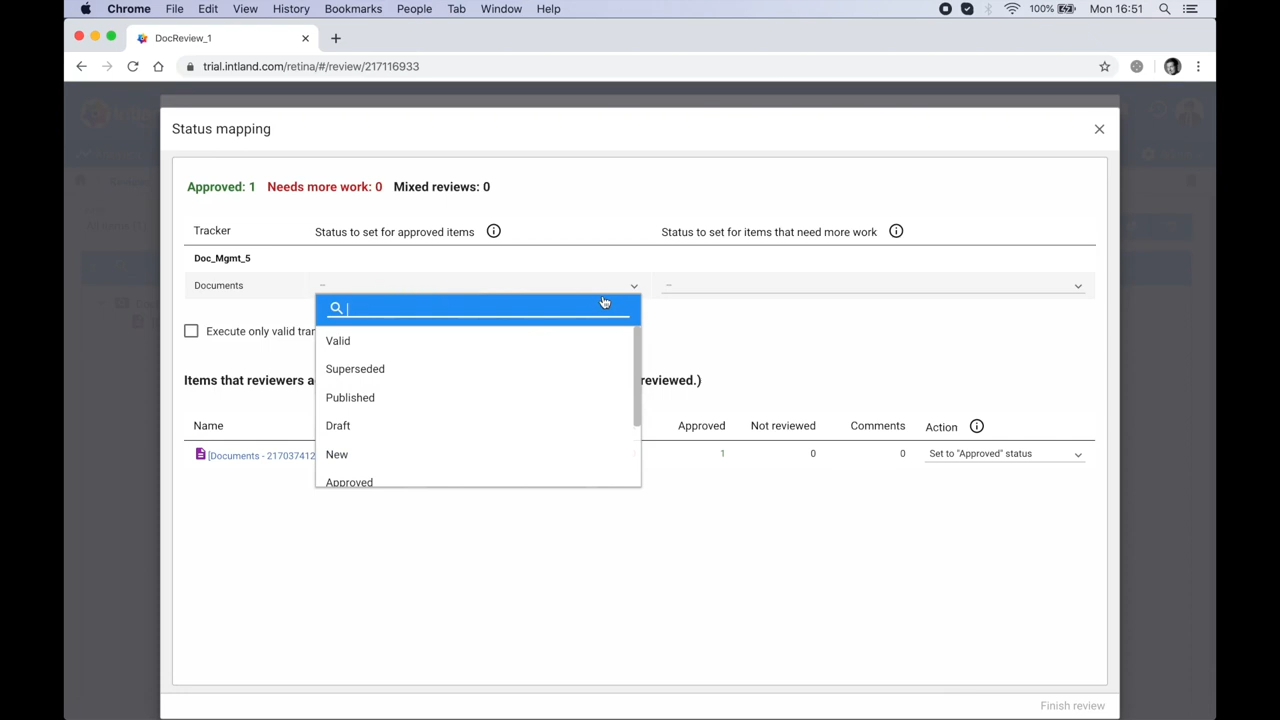 Chrome File Edit View History Bookmarks People Tab Window Help 100% Mon 16:51
DocReview_1
trial.intland.com/retina/#/review/217116933
Status mapping
Approved: 1 Needs more work: 0 Mixed reviews: 0
Tracker Status to set for approved items Status to set for items that need more work
Doc_Mgmt_5
Documents -- --
Execute only valid tran
Valid
Superseded
Items that reviewers a reviewed.)
Published
Name Draft Approved Not reviewed Comments Action
[Documents - 217037412 New 1 0 0 Set to "Approved" status
Approved
Finish review